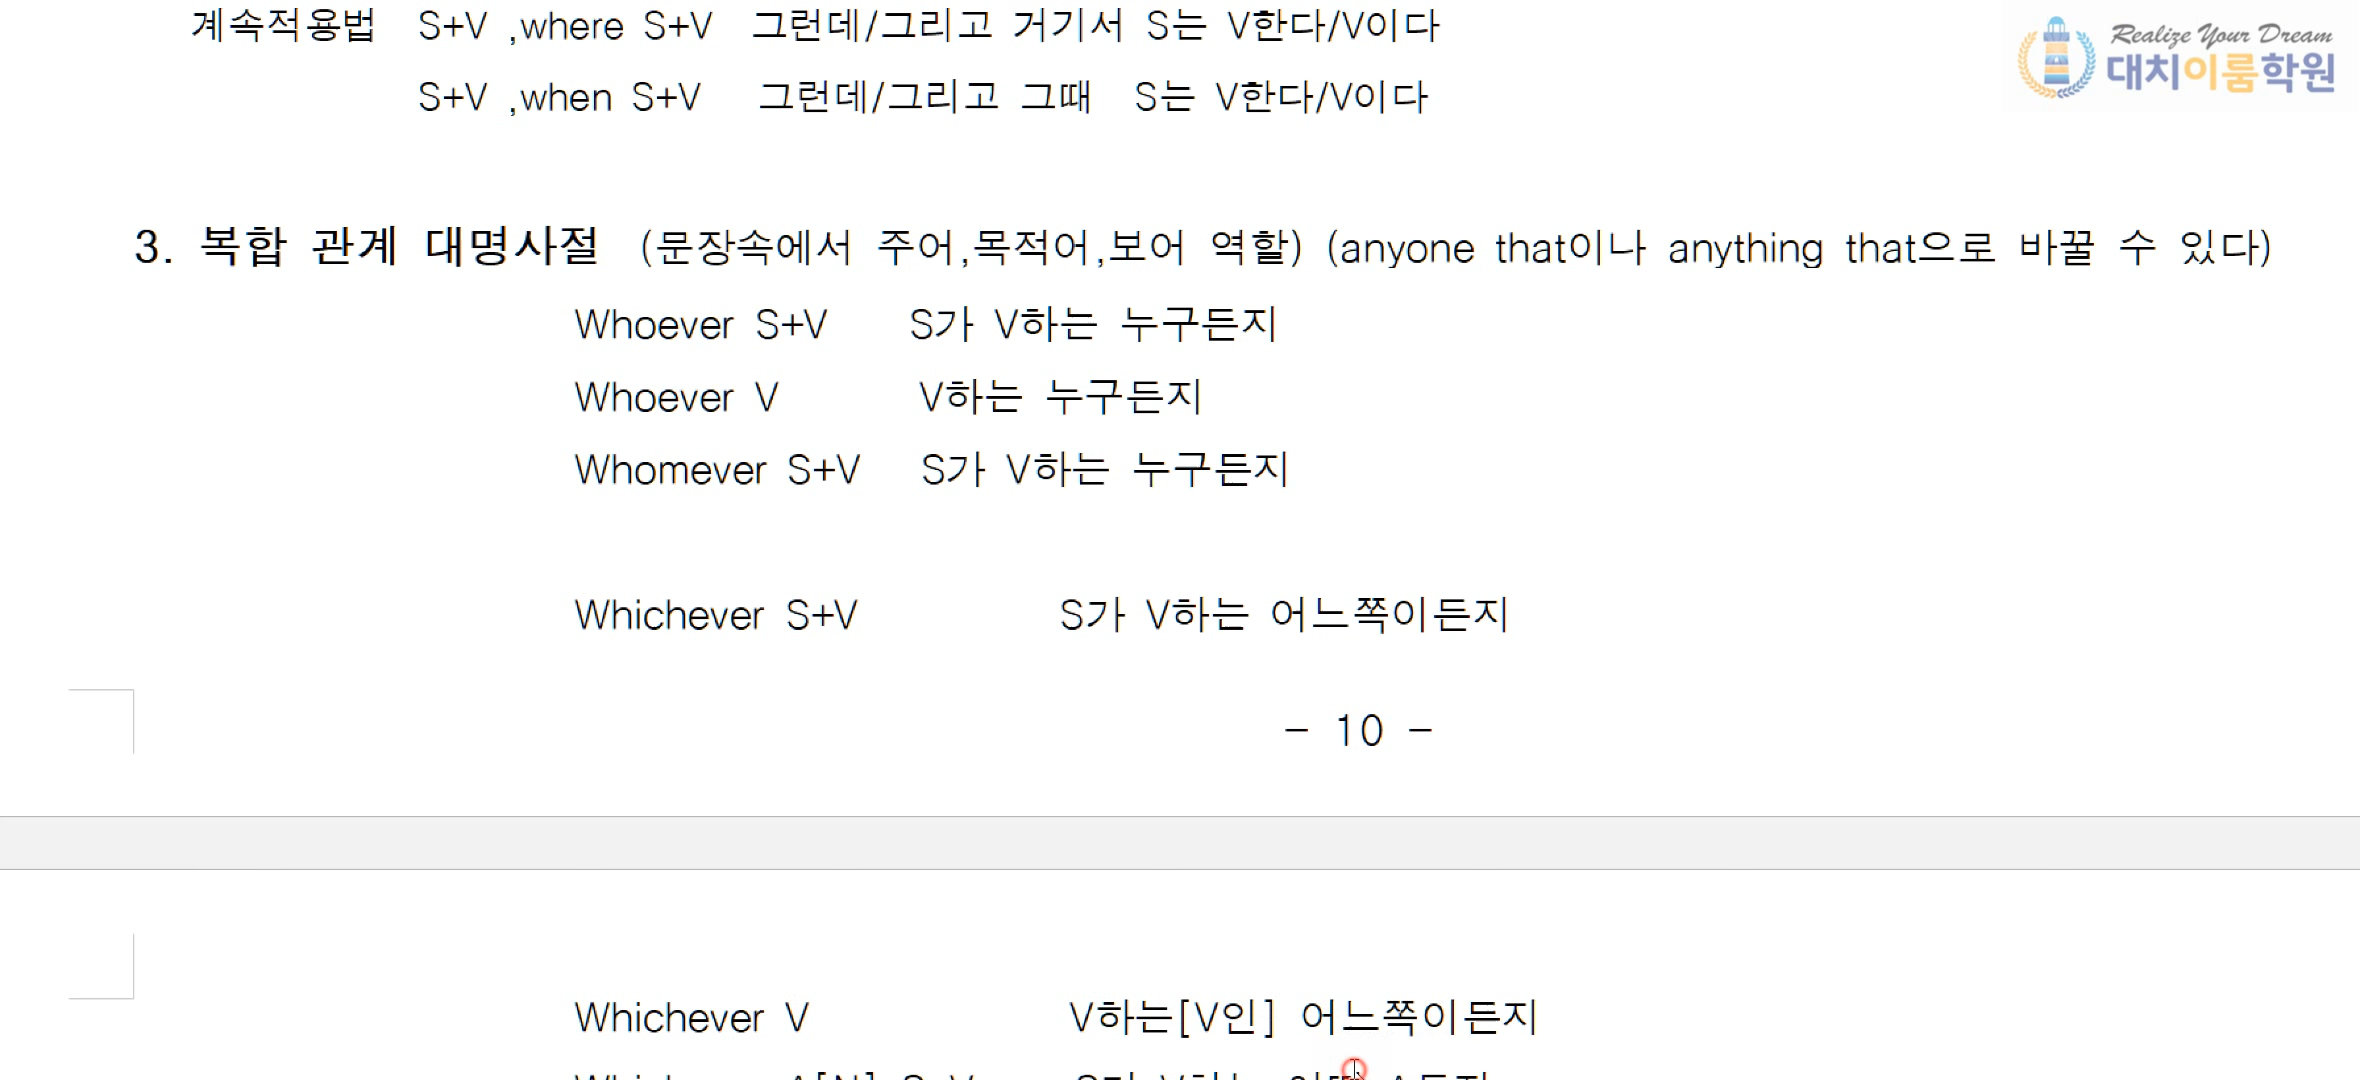 계속적용법 S+V ,where S+V 그런데/그리고 거기서 S는 V한다/V이다
Realize Your Dream
대치이룸학원
S+V ,when S+V 그런데/그리고 그때 S는 V한다/V이다
3. 복합 관계 대명사절 (문장속에서 주어,목적어,보어 역할) (anyone that이나 anything that으로 바꿀 수 있다)
Whoever S+V S가 V하는 누구든지
Whoever V V하는 누구든지
Whomever S+V S가 V하는 누구든지
Whichever S+V S가 V하는 어느쪽이든지
- 10 -
Whichever V V하는[V인] 어느쪽이든지